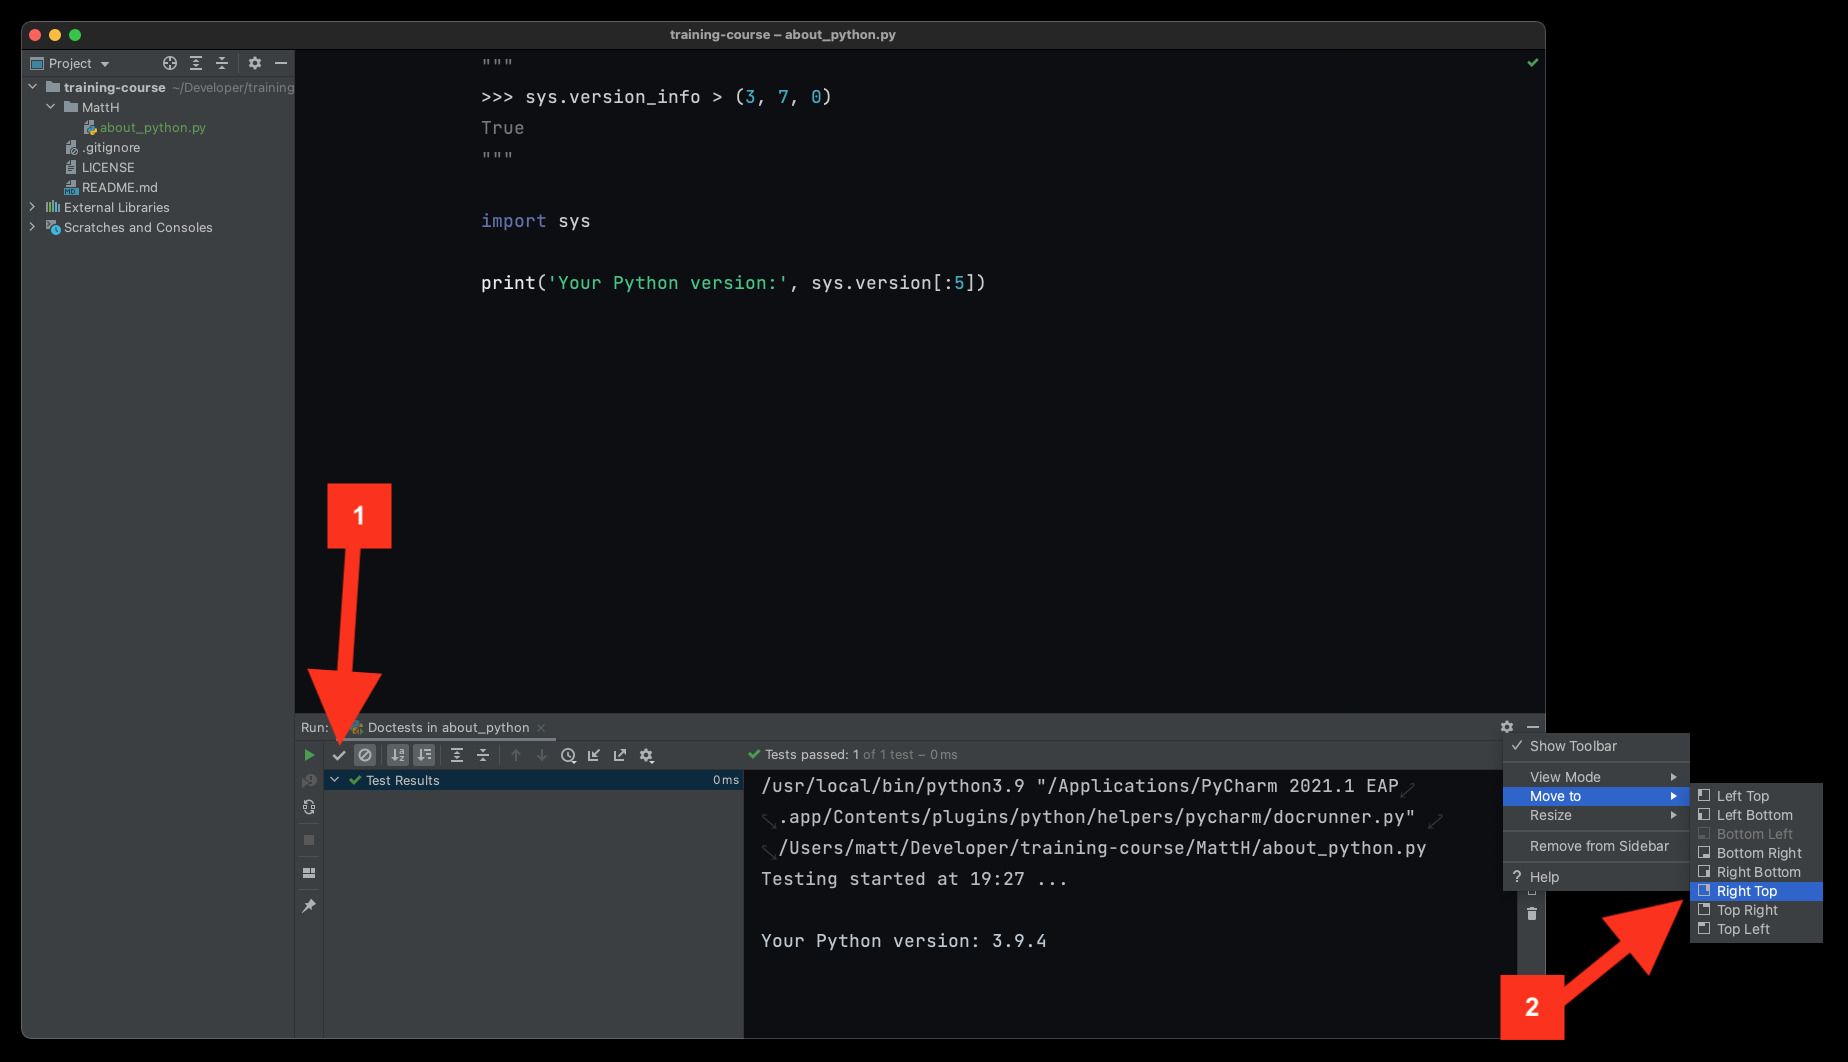 training-course – about_python.py
Project
training-course ~/Developer/training
MattH
about_python.py
.gitignore
LICENSE
README.md
External Libraries
Scratches and Consoles
"""
>>> sys.version_info > (3, 7, 0)
True
"""
import sys
print('Your Python version:', sys.version[:5])
1
Run:
Doctests in about_python
Tests passed: 1 of 1 test – 0 ms
Test Results
0 ms
/usr/local/bin/python3.9 "/Applications/PyCharm 2021.1 EAP
.app/Contents/plugins/python/helpers/pycharm/docrunner.py"
/Users/matt/Developer/training-course/MattH/about_python.py
Testing started at 19:27 ...
Your Python version: 3.9.4
Show Toolbar
View Mode
Move to
Resize
Remove from Sidebar
? Help
Left Top
Left Bottom
Bottom Left
Bottom Right
Right Bottom
Right Top
Top Right
Top Left
2